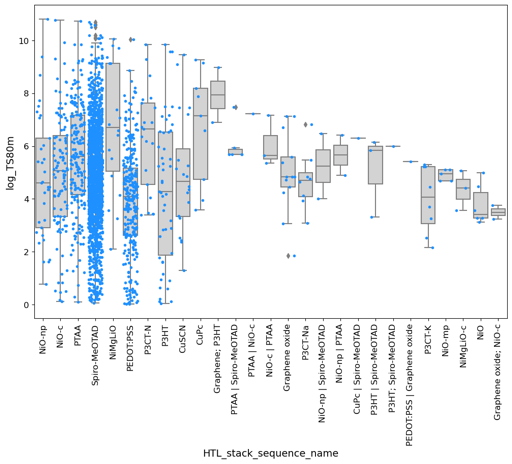 log_TS80m
10
8
6
4
2
0
NiO-np
NiO-c
PTAA
Spiro-MeOTAD
NiMgLiO
PEDOT:PSS
P3CT-N
P3HT
CuSCN
CuPc
Graphene; P3HT
PTAA | Spiro-MeOTAD
PTAA | NiO-c
NiO-c | PTAA
Graphene oxide
P3CT-Na
NiO-np | Spiro-MeOTAD
NiO-np | PTAA
CuPc | Spiro-MeOTAD
P3HT | Spiro-MeOTAD
P3HT; Spiro-MeOTAD
PEDOT:PSS | Graphene oxide
P3CT-K
NiO-mp
NiMgLiO-c
NiO
Graphene oxide; NiO-c
HTL_stack_sequence_name